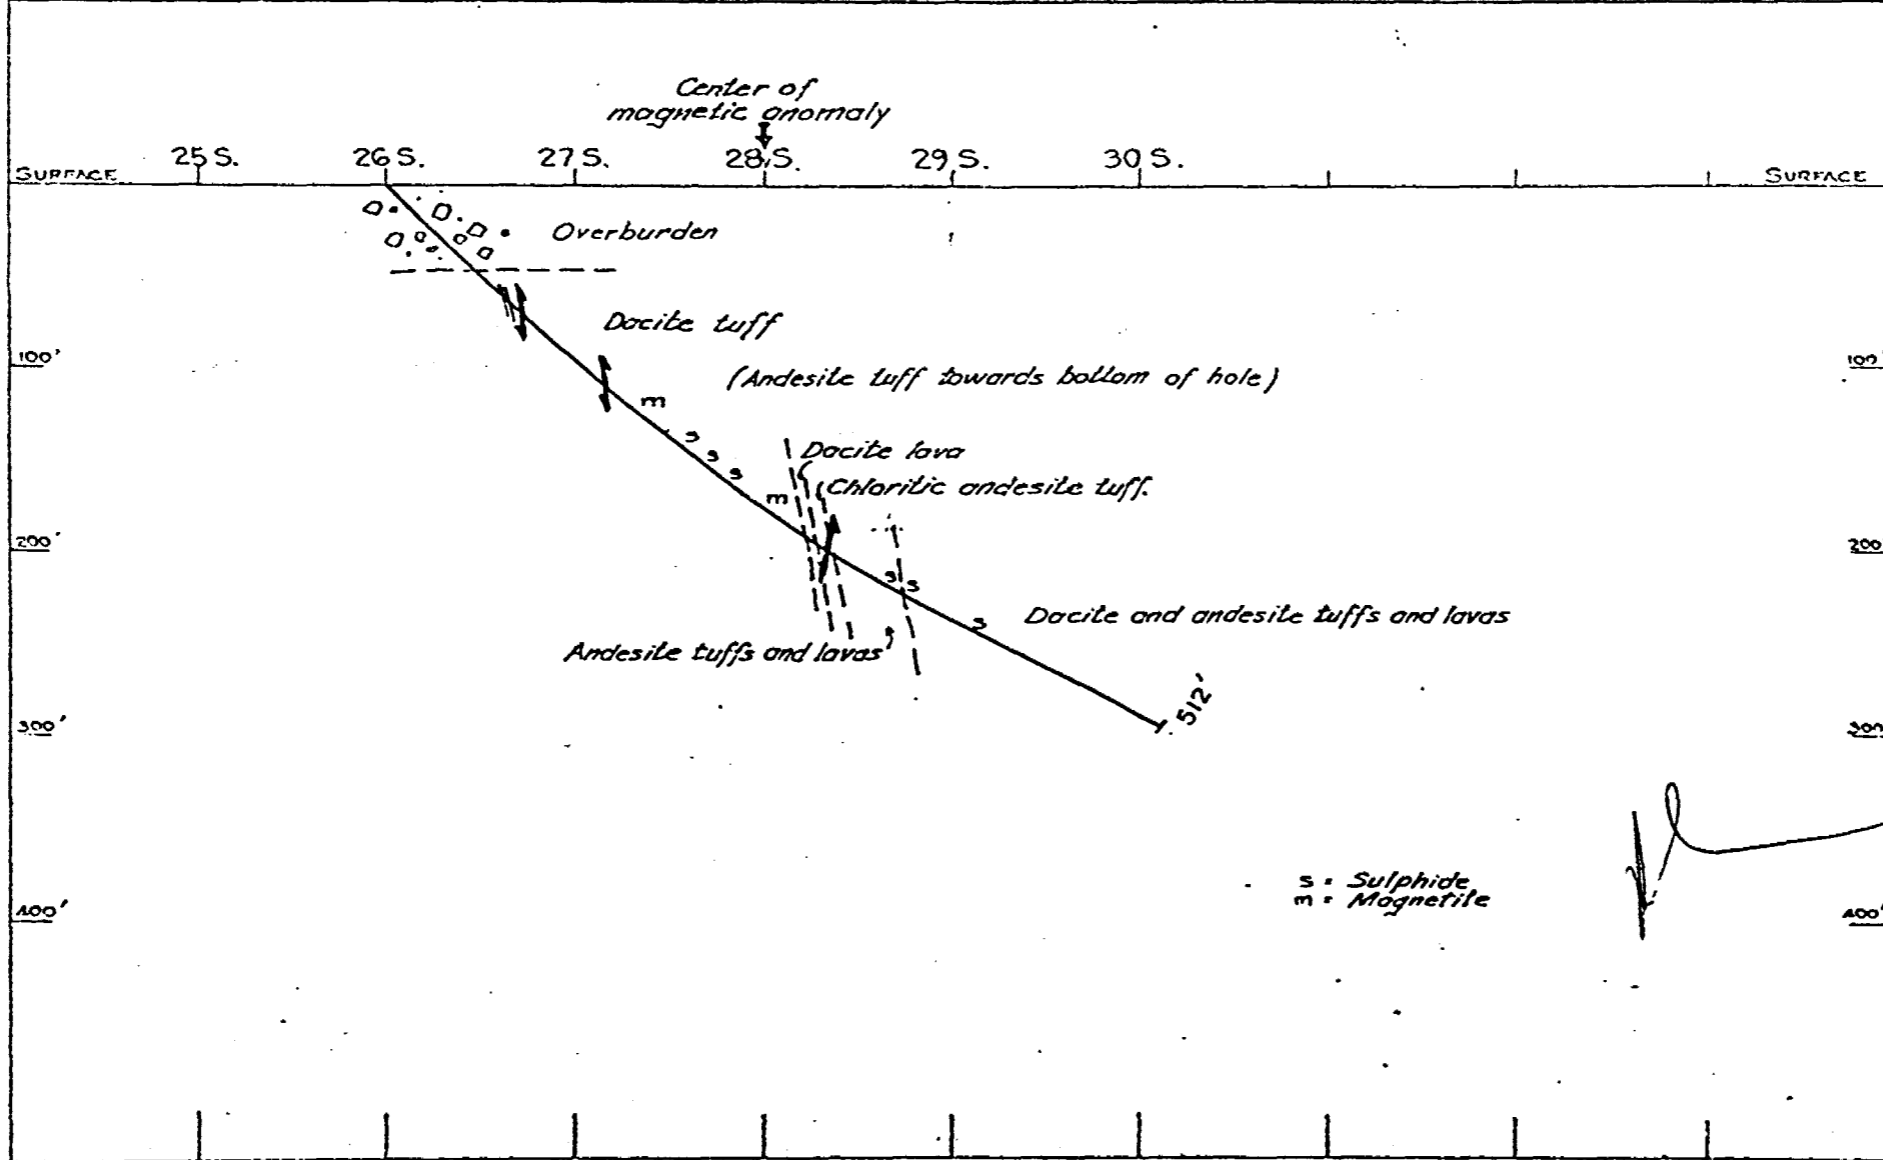 Center of
magnetic anomaly
25 S. 26 S. 27 S. 28 S. 29 S. 30 S.
SURFACE SURFACE
Overburden
Dacite tuff
100' 100'
(Andesite tuff towards bottom of hole)
m
s
s s
Dacite lava
m
Chloritic andesite tuff.
200' 200
s s
s
Dacite and andesite tuffs and lavas
Andesite tuffs and lavas
512'
300' 300
s = Sulphide
m = Magnetite
400' 400'